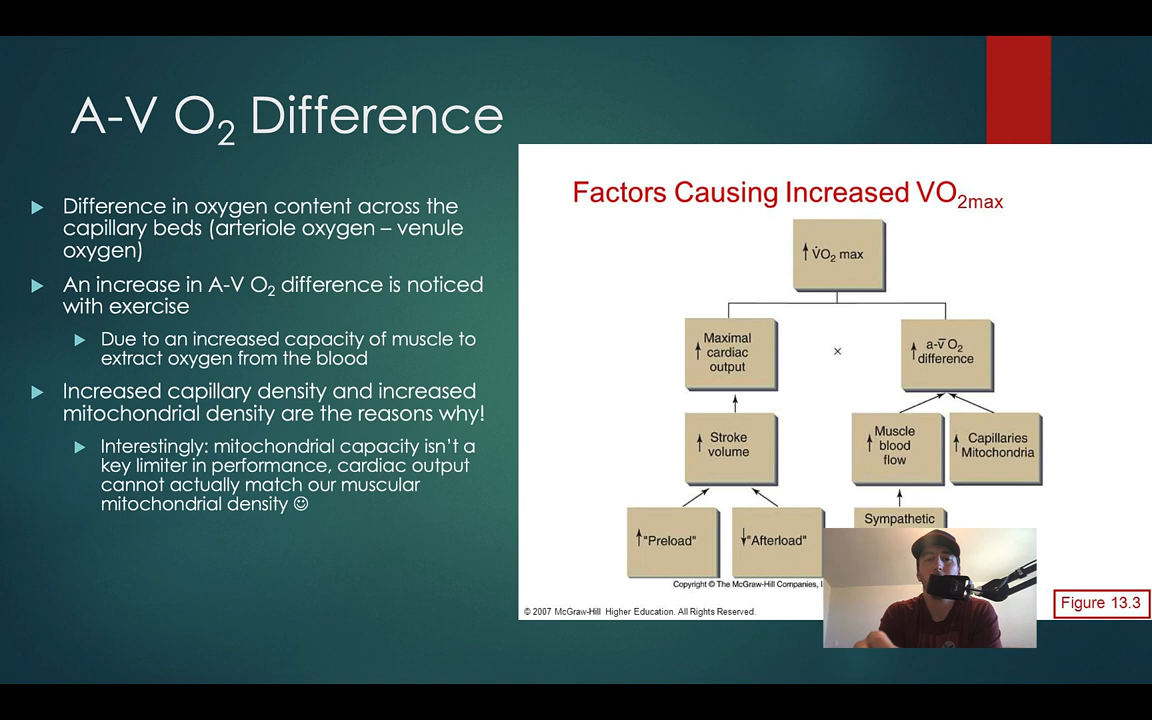 A-V O₂ Difference
Difference in oxygen content across the
capillary beds (arteriole oxygen – venule
oxygen)
An increase in A-V O₂ difference is noticed
with exercise
Due to an increased capacity of muscle to
extract oxygen from the blood
Increased capillary density and increased
mitochondrial density are the reasons why!
Interestingly: mitochondrial capacity isn't a
key limiter in performance, cardiac output
cannot actually match our muscular
mitochondrial density ☺
Factors Causing Increased VO₂max
↑ V̇O₂ max
↑ Maximal
cardiac
output
×
↑ a-v̅ O₂
difference
↑ Stroke
volume
↑ Muscle
blood
flow
↑ Capillaries
Mitochondria
↑"Preload"
↓"Afterload"
Sympathetic
Copyright © The McGraw-Hill Companies,
© 2007 McGraw-Hill Higher Education. All Rights Reserved.
Figure 13.3